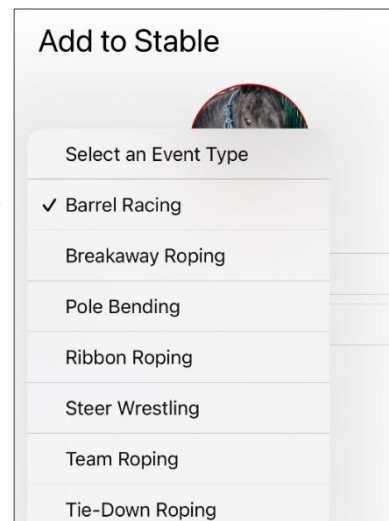 Add to Stable
Select an Event Type
✓ Barrel Racing
Breakaway Roping
Pole Bending
Ribbon Roping
Steer Wrestling
Team Roping
Tie-Down Roping